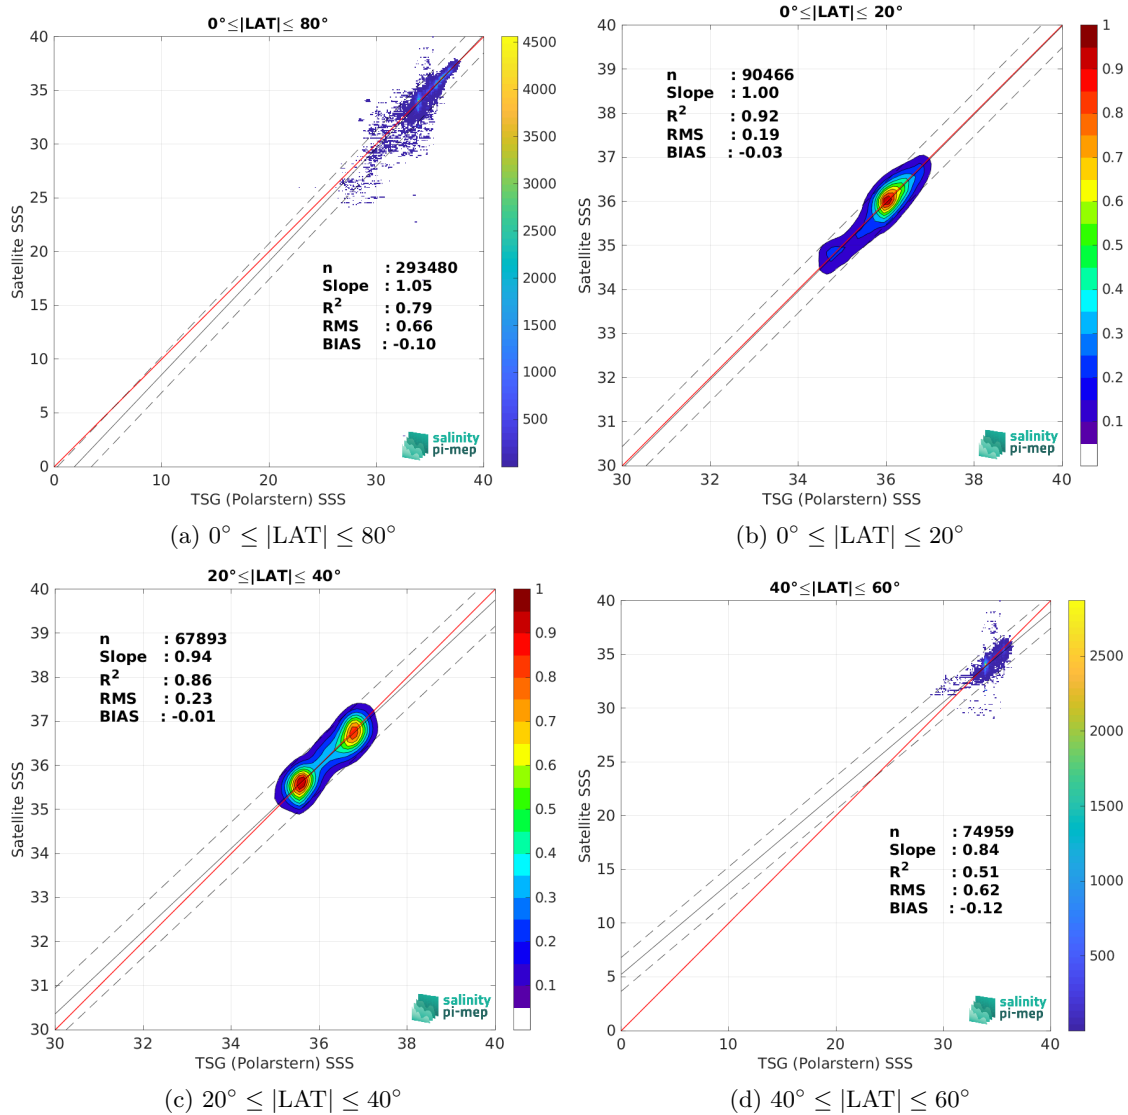 0°≤|LAT|≤ 80°
40
35
30
25
20
15
10
5
0
0
10
20
30
40
Satellite SSS
TSG (Polarstern) SSS
n : 293480
Slope : 1.05
R² : 0.79
RMS : 0.66
BIAS : -0.10
salinity
pi-mep
4500
4000
3500
3000
2500
2000
1500
1000
500
(a) 0° ≤ |LAT| ≤ 80°
0°≤|LAT|≤ 20°
40
39
38
37
36
35
34
33
32
31
30
30
32
34
36
38
40
Satellite SSS
TSG (Polarstern) SSS
n : 90466
Slope : 1.00
R² : 0.92
RMS : 0.19
BIAS : -0.03
salinity
pi-mep
1
0.9
0.8
0.7
0.6
0.5
0.4
0.3
0.2
0.1
(b) 0° ≤ |LAT| ≤ 20°
20°≤|LAT|≤ 40°
40
39
38
37
36
35
34
33
32
31
30
30
32
34
36
38
40
Satellite SSS
TSG (Polarstern) SSS
n : 67893
Slope : 0.94
R² : 0.86
RMS : 0.23
BIAS : -0.01
salinity
pi-mep
1
0.9
0.8
0.7
0.6
0.5
0.4
0.3
0.2
0.1
(c) 20° ≤ |LAT| ≤ 40°
40°≤|LAT|≤ 60°
40
35
30
25
20
15
10
5
0
0
10
20
30
40
Satellite SSS
TSG (Polarstern) SSS
n : 74959
Slope : 0.84
R² : 0.51
RMS : 0.62
BIAS : -0.12
salinity
pi-mep
2500
2000
1500
1000
500
(d) 40° ≤ |LAT| ≤ 60°